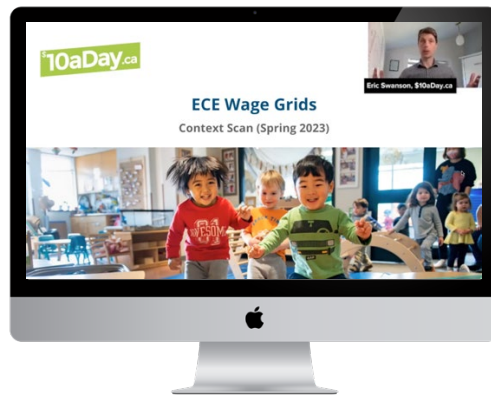 $10aDay.ca
Eric Swanson, $10aDay.ca
ECE Wage Grids
Context Scan (Spring 2023)